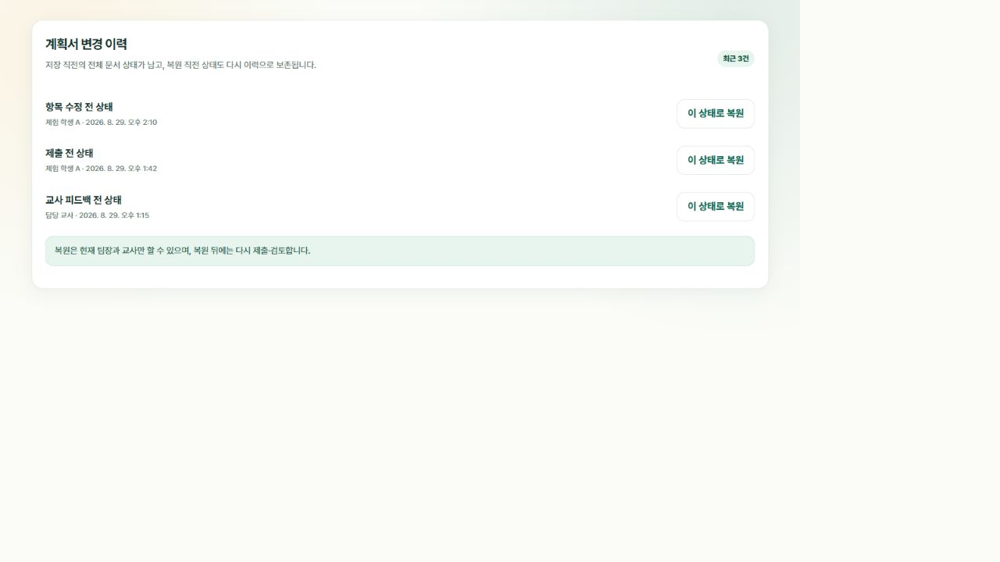 계획서 변경 이력
저장 직전의 전체 문서 상태가 남고, 복원 직전 상태도 다시 이력으로 보존됩니다.
최근 3건
항목 수정 전 상태
체험 학생 A · 2026. 8. 29. 오후 2:10
이 상태로 복원
제출 전 상태
체험 학생 A · 2026. 8. 29. 오후 1:42
이 상태로 복원
교사 피드백 전 상태
담당 교사 · 2026. 8. 29. 오후 1:15
이 상태로 복원
복원은 현재 팀장과 교사만 할 수 있으며, 복원 뒤에는 다시 제출·검토합니다.